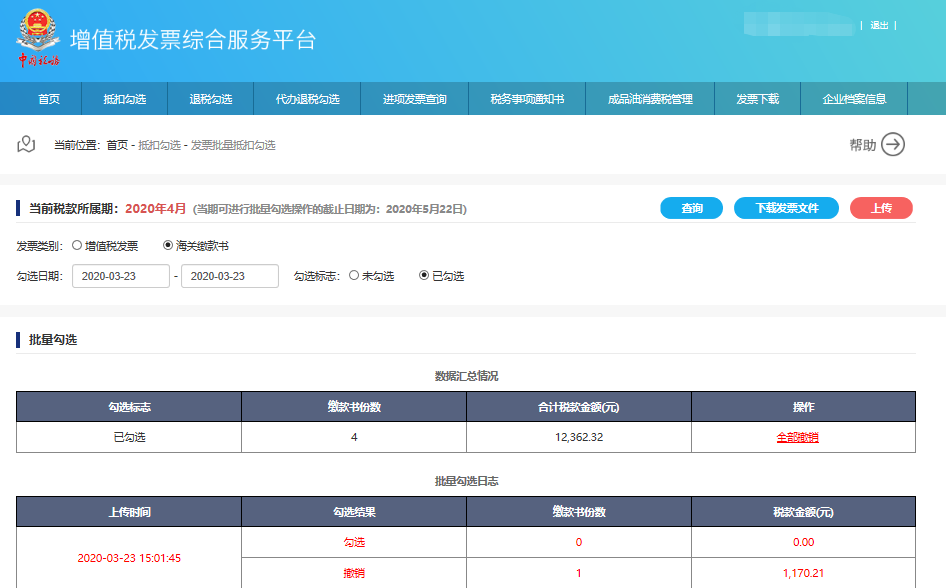 中国税务
增值税发票综合服务平台
| 退出 |
首页 抵扣勾选 退税勾选 代办退税勾选 进项发票查询 税务事项通知书 成品油消费税管理 发票下载 企业档案信息
当前位置: 首页 - 抵扣勾选 - 发票批量抵扣勾选
帮助
当前税款所属期: 2020年4月 (当期可进行批量勾选操作的截止日期为: 2020年5月22日)
查询 下载发票文件 上传
发票类别: 增值税发票 海关缴款书
勾选日期: 2020-03-23 - 2020-03-23 勾选标志: 未勾选 已勾选
批量勾选
数据汇总情况
勾选标志 缴款书份数 合计税款金额(元) 操作
已勾选 4 12,362.32 全部撤销
批量勾选日志
上传时间 勾选结果 缴款书份数 税款金额(元)
2020-03-23 15:01:45
勾选 0 0.00
撤销 1 1,170.21